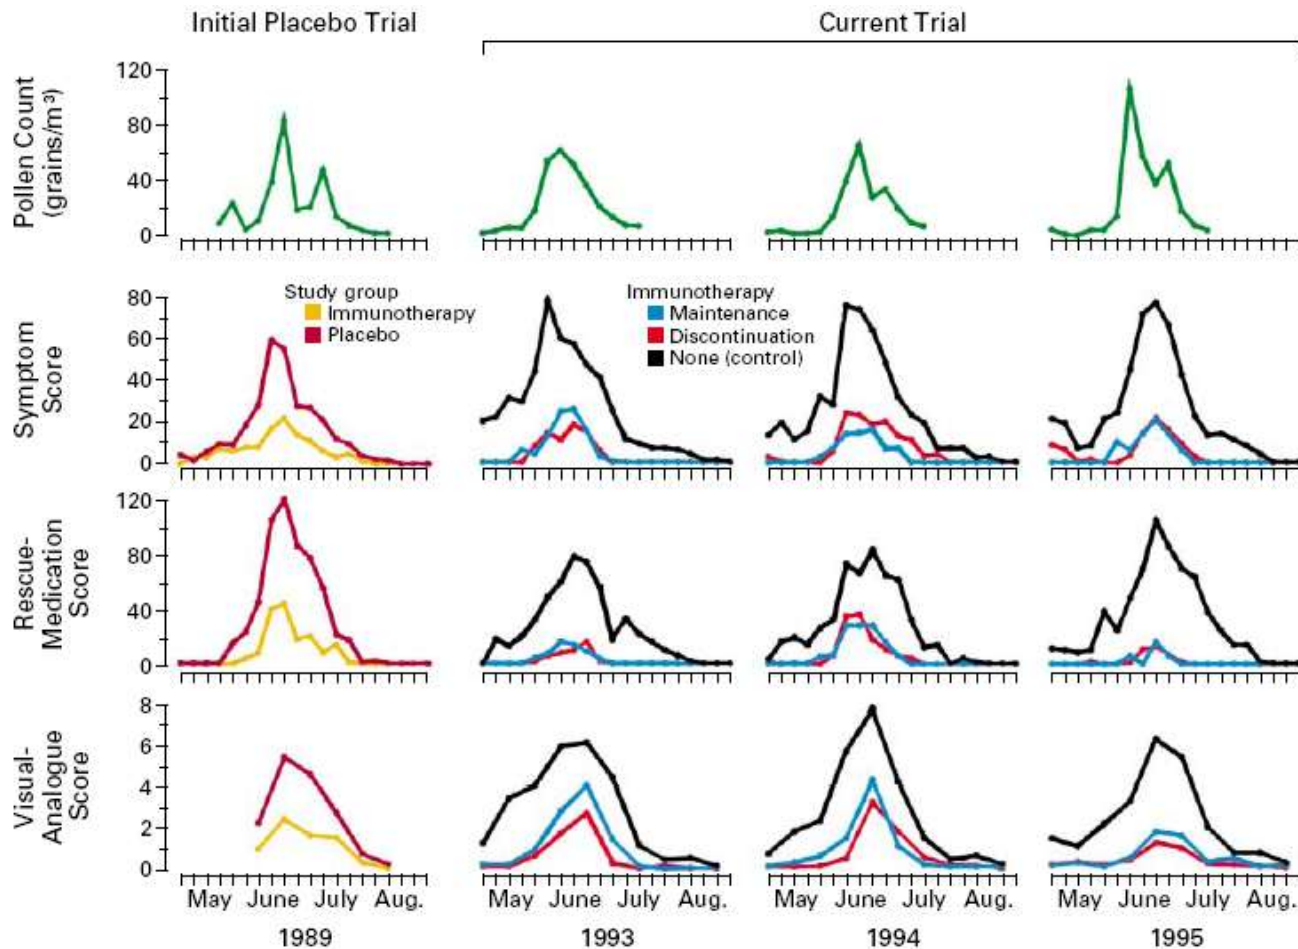 Initial Placebo Trial
Current Trial
Pollen Count
(grains/m³)
120
80
40
0
Symptom
Score
80
60
40
20
0
Study group
Immunotherapy
Placebo
Immunotherapy
Maintenance
Discontinuation
None (control)
Rescue-
Medication
Score
120
80
40
0
Visual-
Analogue
Score
8
6
4
2
0
May June July Aug.
May June July Aug.
May June July Aug.
May June July Aug.
1989
1993
1994
1995